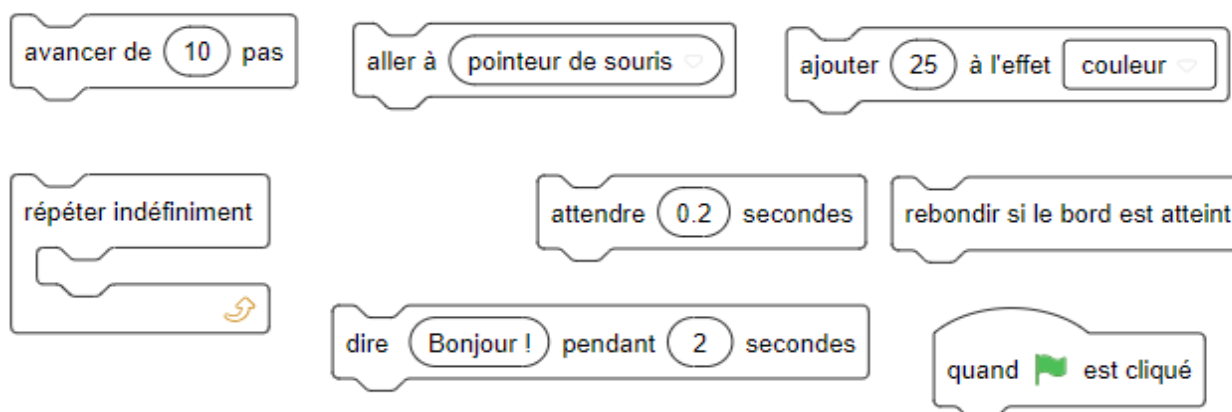 avancer de 10 pas
aller à pointeur de souris
ajouter 25 à l'effet couleur
répéter indéfiniment
attendre 0.2 secondes
rebondir si le bord est atteint
dire Bonjour ! pendant 2 secondes
quand est cliqué